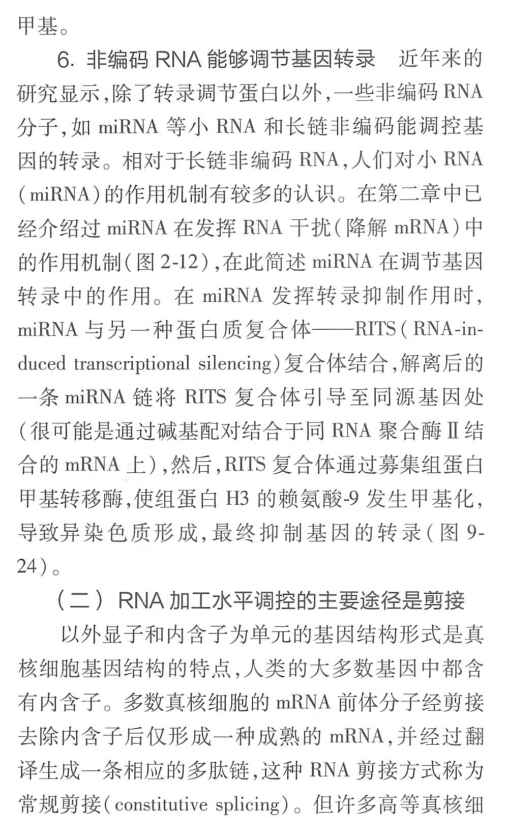 甲基。
6. 非编码 RNA 能够调节基因转录 近年来的
研究显示,除了转录调节蛋白以外,一些非编码 RNA
分子,如 miRNA 等小 RNA 和长链非编码能调控基
因的转录。相对于长链非编码 RNA,人们对小 RNA
(miRNA)的作用机制有较多的认识。在第二章中已
经介绍过 miRNA 在发挥 RNA 干扰(降解 mRNA)中
的作用机制(图 2-12),在此简述 miRNA 在调节基因
转录中的作用。在 miRNA 发挥转录抑制作用时,
miRNA 与另一种蛋白质复合体——RITS(RNA-in-
duced transcriptional silencing)复合体结合,解离后的
一条 miRNA 链将 RITS 复合体引导至同源基因处
(很可能是通过碱基配对结合于同 RNA 聚合酶Ⅱ结
合的 mRNA 上),然后,RITS 复合体通过募集组蛋白
甲基转移酶,使组蛋白 H3 的赖氨酸-9 发生甲基化,
导致异染色质形成,最终抑制基因的转录(图 9-
24)。
(二) RNA 加工水平调控的主要途径是剪接
以外显子和内含子为单元的基因结构形式是真
核细胞基因结构的特点,人类的大多数基因中都含
有内含子。多数真核细胞的 mRNA 前体分子经剪接
去除内含子后仅形成一种成熟的 mRNA,并经过翻
译生成一条相应的多肽链,这种 RNA 剪接方式称为
常规剪接(constitutive splicing)。但许多高等真核细